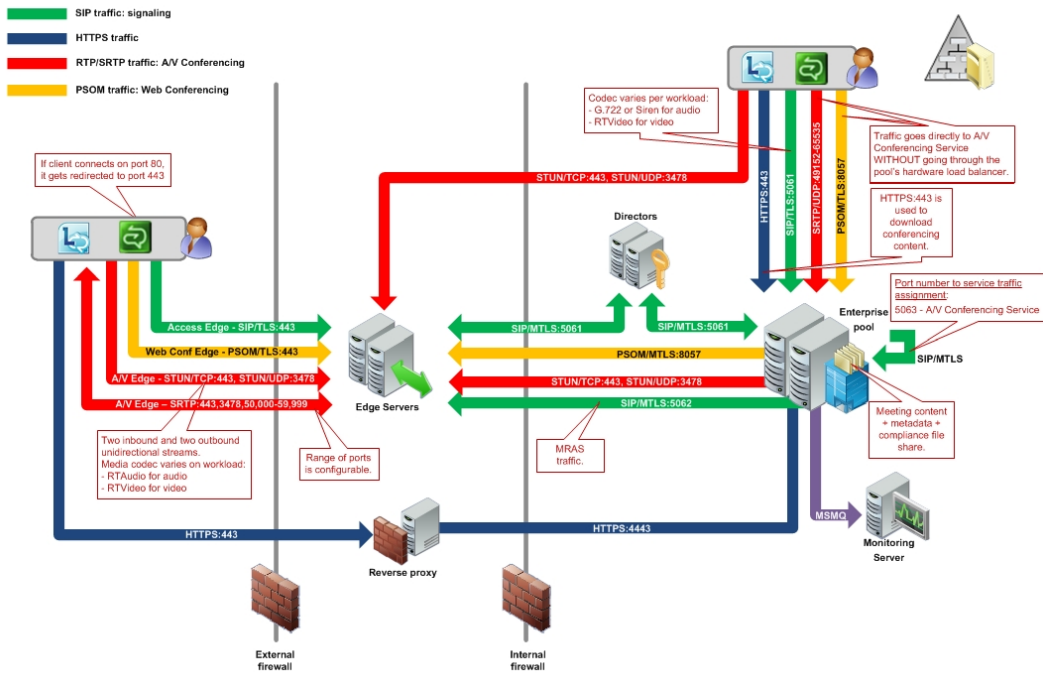 SIP traffic: signaling
HTTPS traffic
RTP/SRTP traffic: A/V Conferencing
PSOM traffic: Web Conferencing
If client connects on port 80,
it gets redirected to port 443
Codec varies per workload:
- G.722 or Siren for audio
- RTVideo for video
Traffic goes directly to A/V
Conferencing Service
WITHOUT going through the
pool's hardware load balancer.
STUN/TCP:443, STUN/UDP:3478
HTTPS:443
SIP/TLS:5061
SRTP/UDP:49152-65535
PSOM/TLS:8057
HTTPS:443 is
used to
download
conferencing
content.
Directors
Port number to service traffic
assignment:
5063 - A/V Conferencing Service
Enterprise
pool
SIP/MTLS
Access Edge - SIP/TLS:443
Web Conf Edge - PSOM/TLS:443
A/V Edge - STUN/TCP:443, STUN/UDP:3478
A/V Edge – SRTP:443,3478,50,000-59,999
Edge Servers
SIP/MTLS:5061
SIP/MTLS:5061
PSOM/MTLS:8057
STUN/TCP:443, STUN/UDP:3478
SIP/MTLS:5062
Two inbound and two outbound
unidirectional streams.
Media codec varies on workload:
- RTAudio for audio
- RTVideo for video
Range of ports
is configurable.
MRAS
traffic.
Meeting content
+ metadata +
compliance file
share.
HTTPS:443
Reverse proxy
HTTPS:4443
MSMQ
Monitoring
Server
External
firewall
Internal
firewall